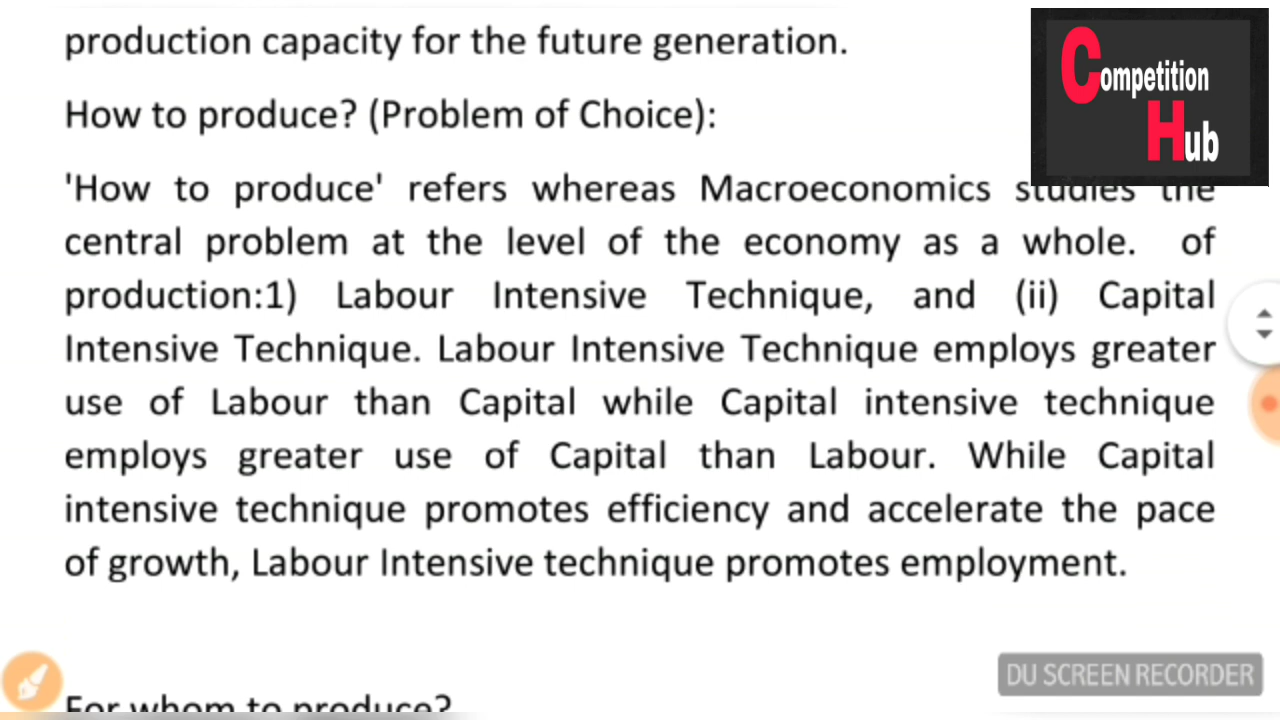 production capacity for the future generation.
Competition
Hub
How to produce? (Problem of Choice):
'How to produce' refers whereas Macroeconomics studies the
central problem at the level of the economy as a whole. of
production:1) Labour Intensive Technique, and (ii) Capital
Intensive Technique. Labour Intensive Technique employs greater
use of Labour than Capital while Capital intensive technique
employs greater use of Capital than Labour. While Capital
intensive technique promotes efficiency and accelerate the pace
of growth, Labour Intensive technique promotes employment.
DU SCREEN RECORDER
For whom to produce?